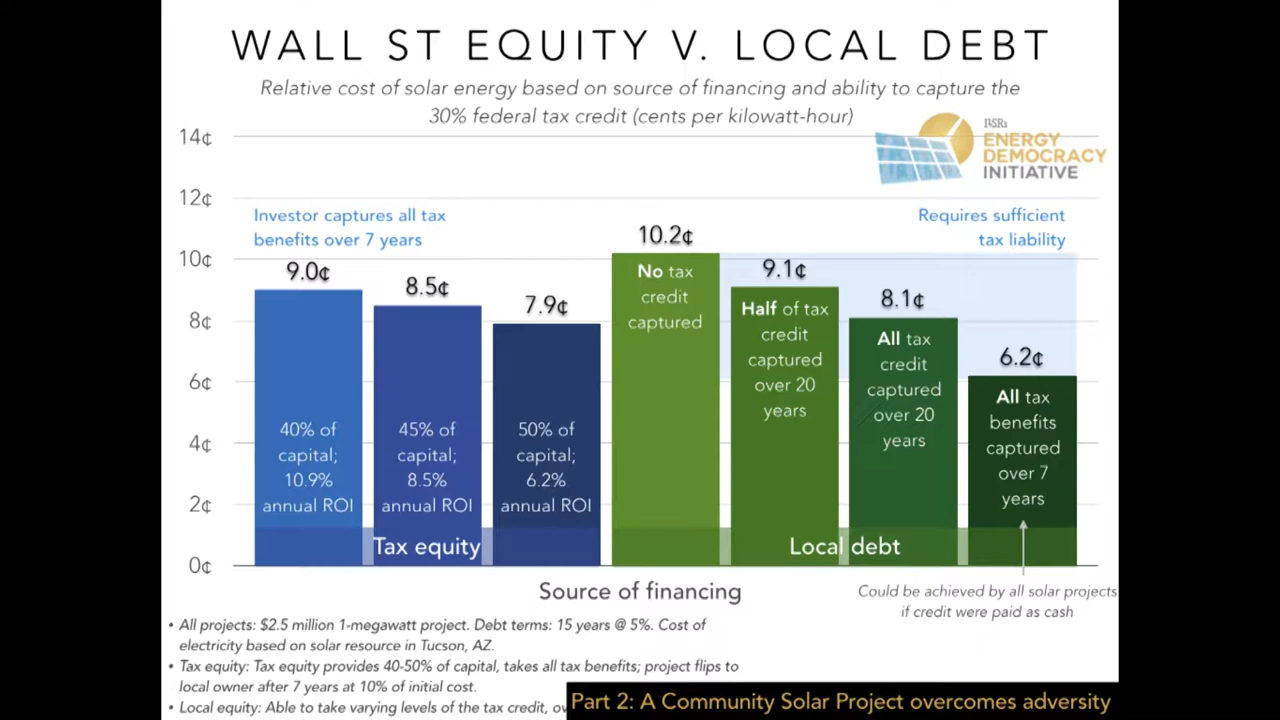 WALL ST EQUITY V. LOCAL DEBT
Relative cost of solar energy based on source of financing and ability to capture the
30% federal tax credit (cents per kilowatt-hour)
ILSR's
ENERGY
DEMOCRACY
INITIATIVE
14¢
12¢
10¢
8¢
6¢
4¢
2¢
0¢
Investor captures all tax
benefits over 7 years
Requires sufficient
tax liability
9.0¢
40% of
capital;
10.9%
annual ROI
8.5¢
45% of
capital;
8.5%
annual ROI
7.9¢
50% of
capital;
6.2%
annual ROI
10.2¢
No tax
credit
captured
9.1¢
Half of tax
credit
captured
over 20
years
8.1¢
All tax
credit
captured
over 20
years
6.2¢
All tax
benefits
captured
over 7
years
Tax equity
Local debt
Source of financing
Could be achieved by all solar projects
if credit were paid as cash
• All projects: $2.5 million 1-megawatt project. Debt terms: 15 years @ 5%. Cost of
electricity based on solar resource in Tucson, AZ.
• Tax equity: Tax equity provides 40-50% of capital, takes all tax benefits; project flips to
local owner after 7 years at 10% of initial cost.
• Local equity: Able to take varying levels of the tax credit, ov
Part 2: A Community Solar Project overcomes adversity